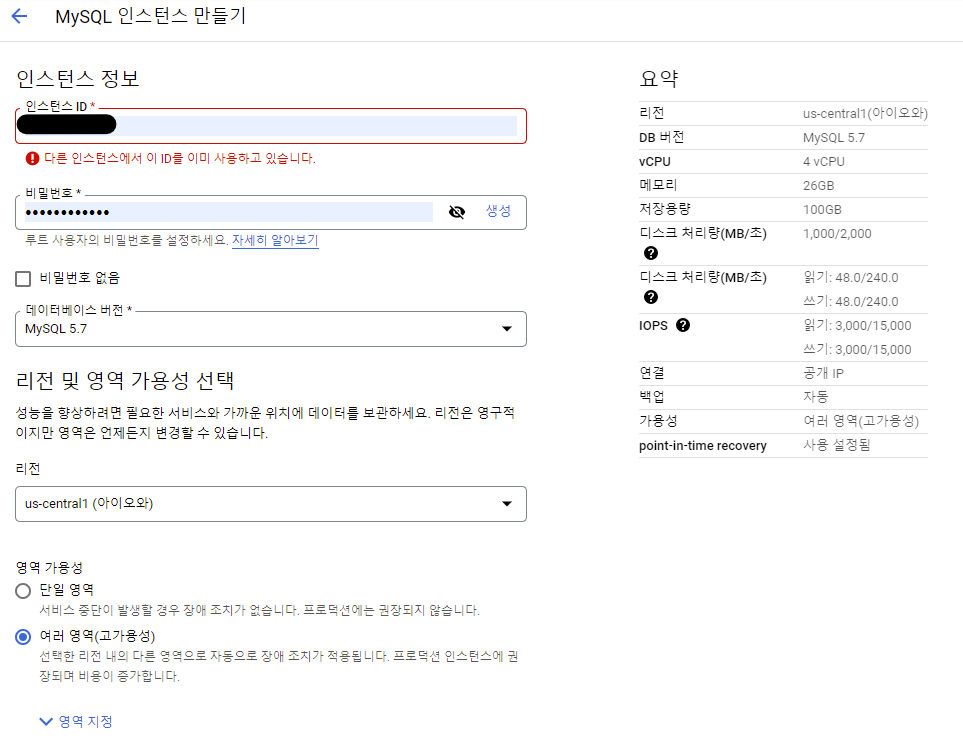 MySQL 인스턴스 만들기
인스턴스 정보
인스턴스 ID *
다른 인스턴스에서 이 ID를 이미 사용하고 있습니다.
비밀번호 *
••••••••••••
생성
루트 사용자의 비밀번호를 설정하세요. 자세히 알아보기
비밀번호 없음
데이터베이스 버전 *
MySQL 5.7
리전 및 영역 가용성 선택
성능을 향상하려면 필요한 서비스와 가까운 위치에 데이터를 보관하세요. 리전은 영구적
이지만 영역은 언제든지 변경할 수 있습니다.
리전
us-central1 (아이오와)
영역 가용성
단일 영역
서비스 중단이 발생할 경우 장애 조치가 없습니다. 프로덕션에는 권장되지 않습니다.
여러 영역(고가용성)
선택한 리전 내의 다른 영역으로 자동으로 장애 조치가 적용됩니다. 프로덕션 인스턴스에 권
장되며 비용이 증가합니다.
영역 지정
요약
리전 us-central1(아이오와)
DB 버전 MySQL 5.7
vCPU 4 vCPU
메모리 26GB
저장용량 100GB
디스크 처리량(MB/초) 1,000/2,000
디스크 처리량(MB/초) 읽기: 48.0/240.0
쓰기: 48.0/240.0
IOPS 읽기: 3,000/15,000
쓰기: 3,000/15,000
연결 공개 IP
백업 자동
가용성 여러 영역(고가용성)
point-in-time recovery 사용 설정됨